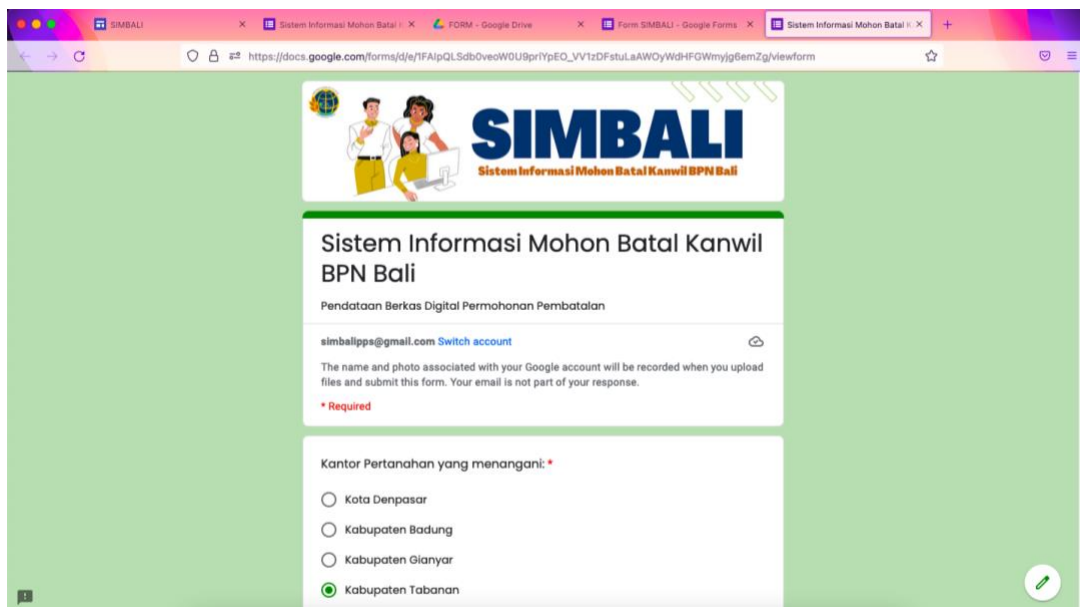 SIMBALI
Sistem Informasi Mohon Batal K
FORM - Google Drive
Form SIMBALI - Google Forms
Sistem Informasi Mohon Batal K
https://docs.google.com/forms/d/e/1FAIpQLSdb0veoW0U9priYpEO_VV1zDFstuLaAWOyWdHFGWmyjg6emZg/viewform
SIMBALI
Sistem Informasi Mohon Batal Kanwil BPN Bali
Sistem Informasi Mohon Batal Kanwil
BPN Bali
Pendataan Berkas Digital Permohonan Pembatalan
simbalipps@gmail.com Switch account
The name and photo associated with your Google account will be recorded when you upload
files and submit this form. Your email is not part of your response.
* Required
Kantor Pertanahan yang menangani: *
Kota Denpasar
Kabupaten Badung
Kabupaten Gianyar
Kabupaten Tabanan